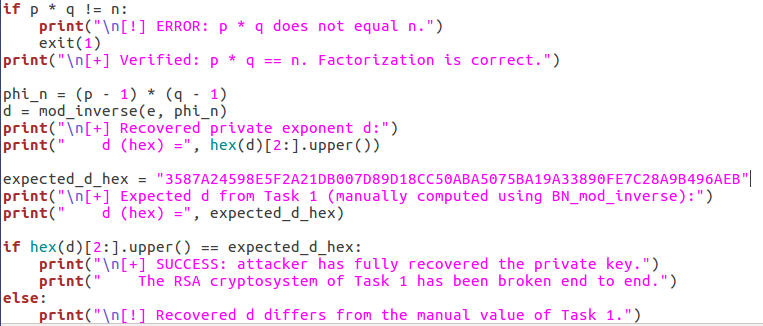 if p * q != n:
    print("\n[!] ERROR: p * q does not equal n.")
    exit(1)
print("\n[+] Verified: p * q == n. Factorization is correct.")

phi_n = (p - 1) * (q - 1)
d = mod_inverse(e, phi_n)
print("\n[+] Recovered private exponent d:")
print("    d (hex) =", hex(d)[2:].upper())

expected_d_hex = "3587A24598E5F2A21DB007D89D18CC50ABA5075BA19A33890FE7C28A9B496AEB"
print("\n[+] Expected d from Task 1 (manually computed using BN_mod_inverse):")
print("    d (hex) =", expected_d_hex)

if hex(d)[2:].upper() == expected_d_hex:
    print("\n[+] SUCCESS: attacker has fully recovered the private key.")
    print("    The RSA cryptosystem of Task 1 has been broken end to end.")
else:
    print("\n[!] Recovered d differs from the manual value of Task 1.")